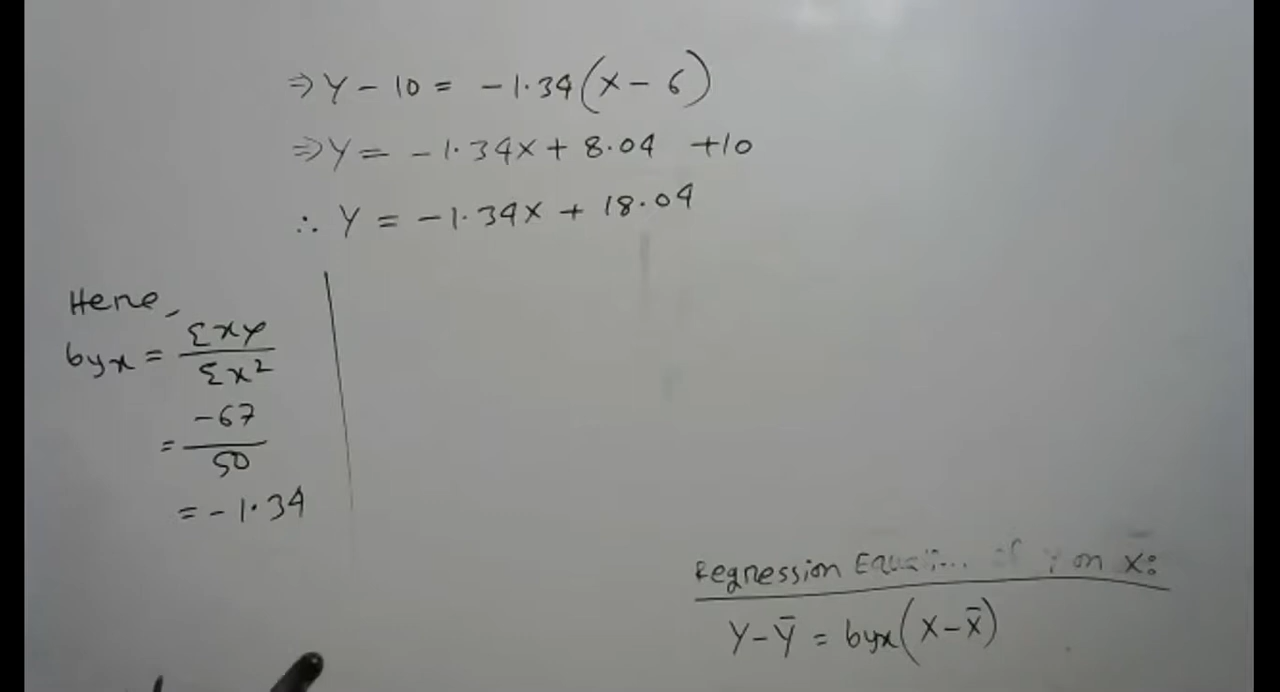 ⇒ Y - 10 = -1.34(X - 6)
⇒ Y = -1.34X + 8.04 +10
∴ Y = -1.34X + 18.04
Here,
byx = Σxy / Σx²
= -67 / 50
= -1.34
Regression of Y on X:
Y - Ȳ = byx(X - X̄)